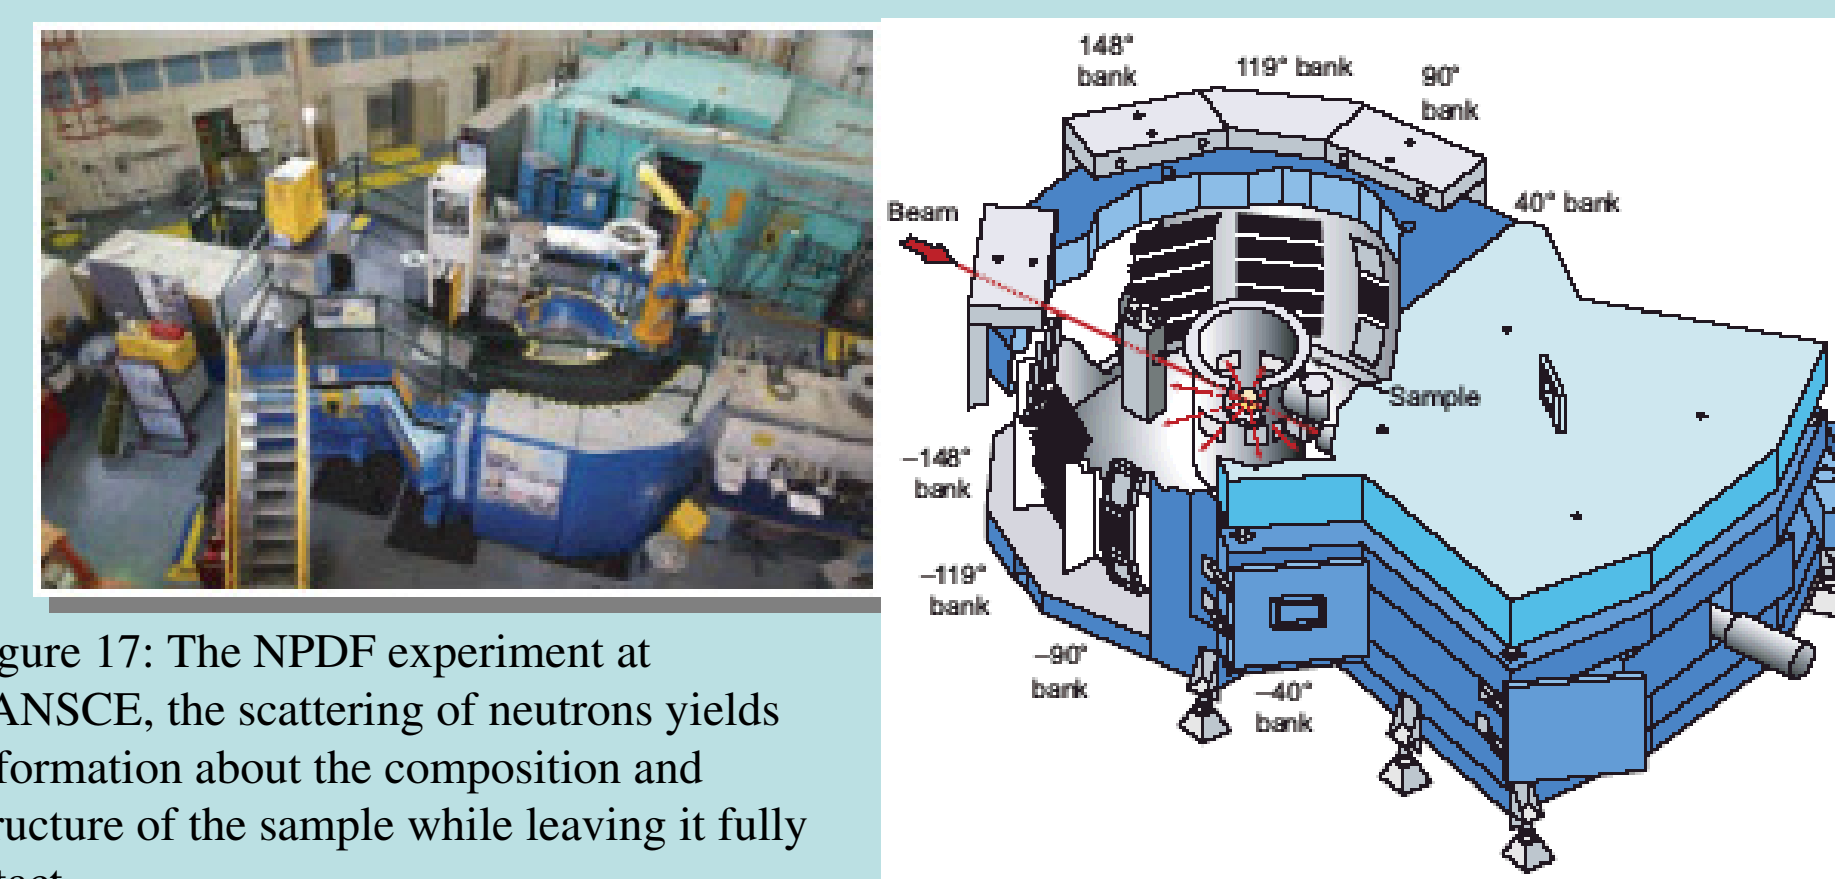 148°
bank
119° bank
90°
bank
40° bank
Beam
Sample
–148°
bank
–119°
bank
–90°
bank
–40°
bank
gure 17: The NPDF experiment at
ANSCE, the scattering of neutrons yields
formation about the composition and
ructure of the sample while leaving it fully